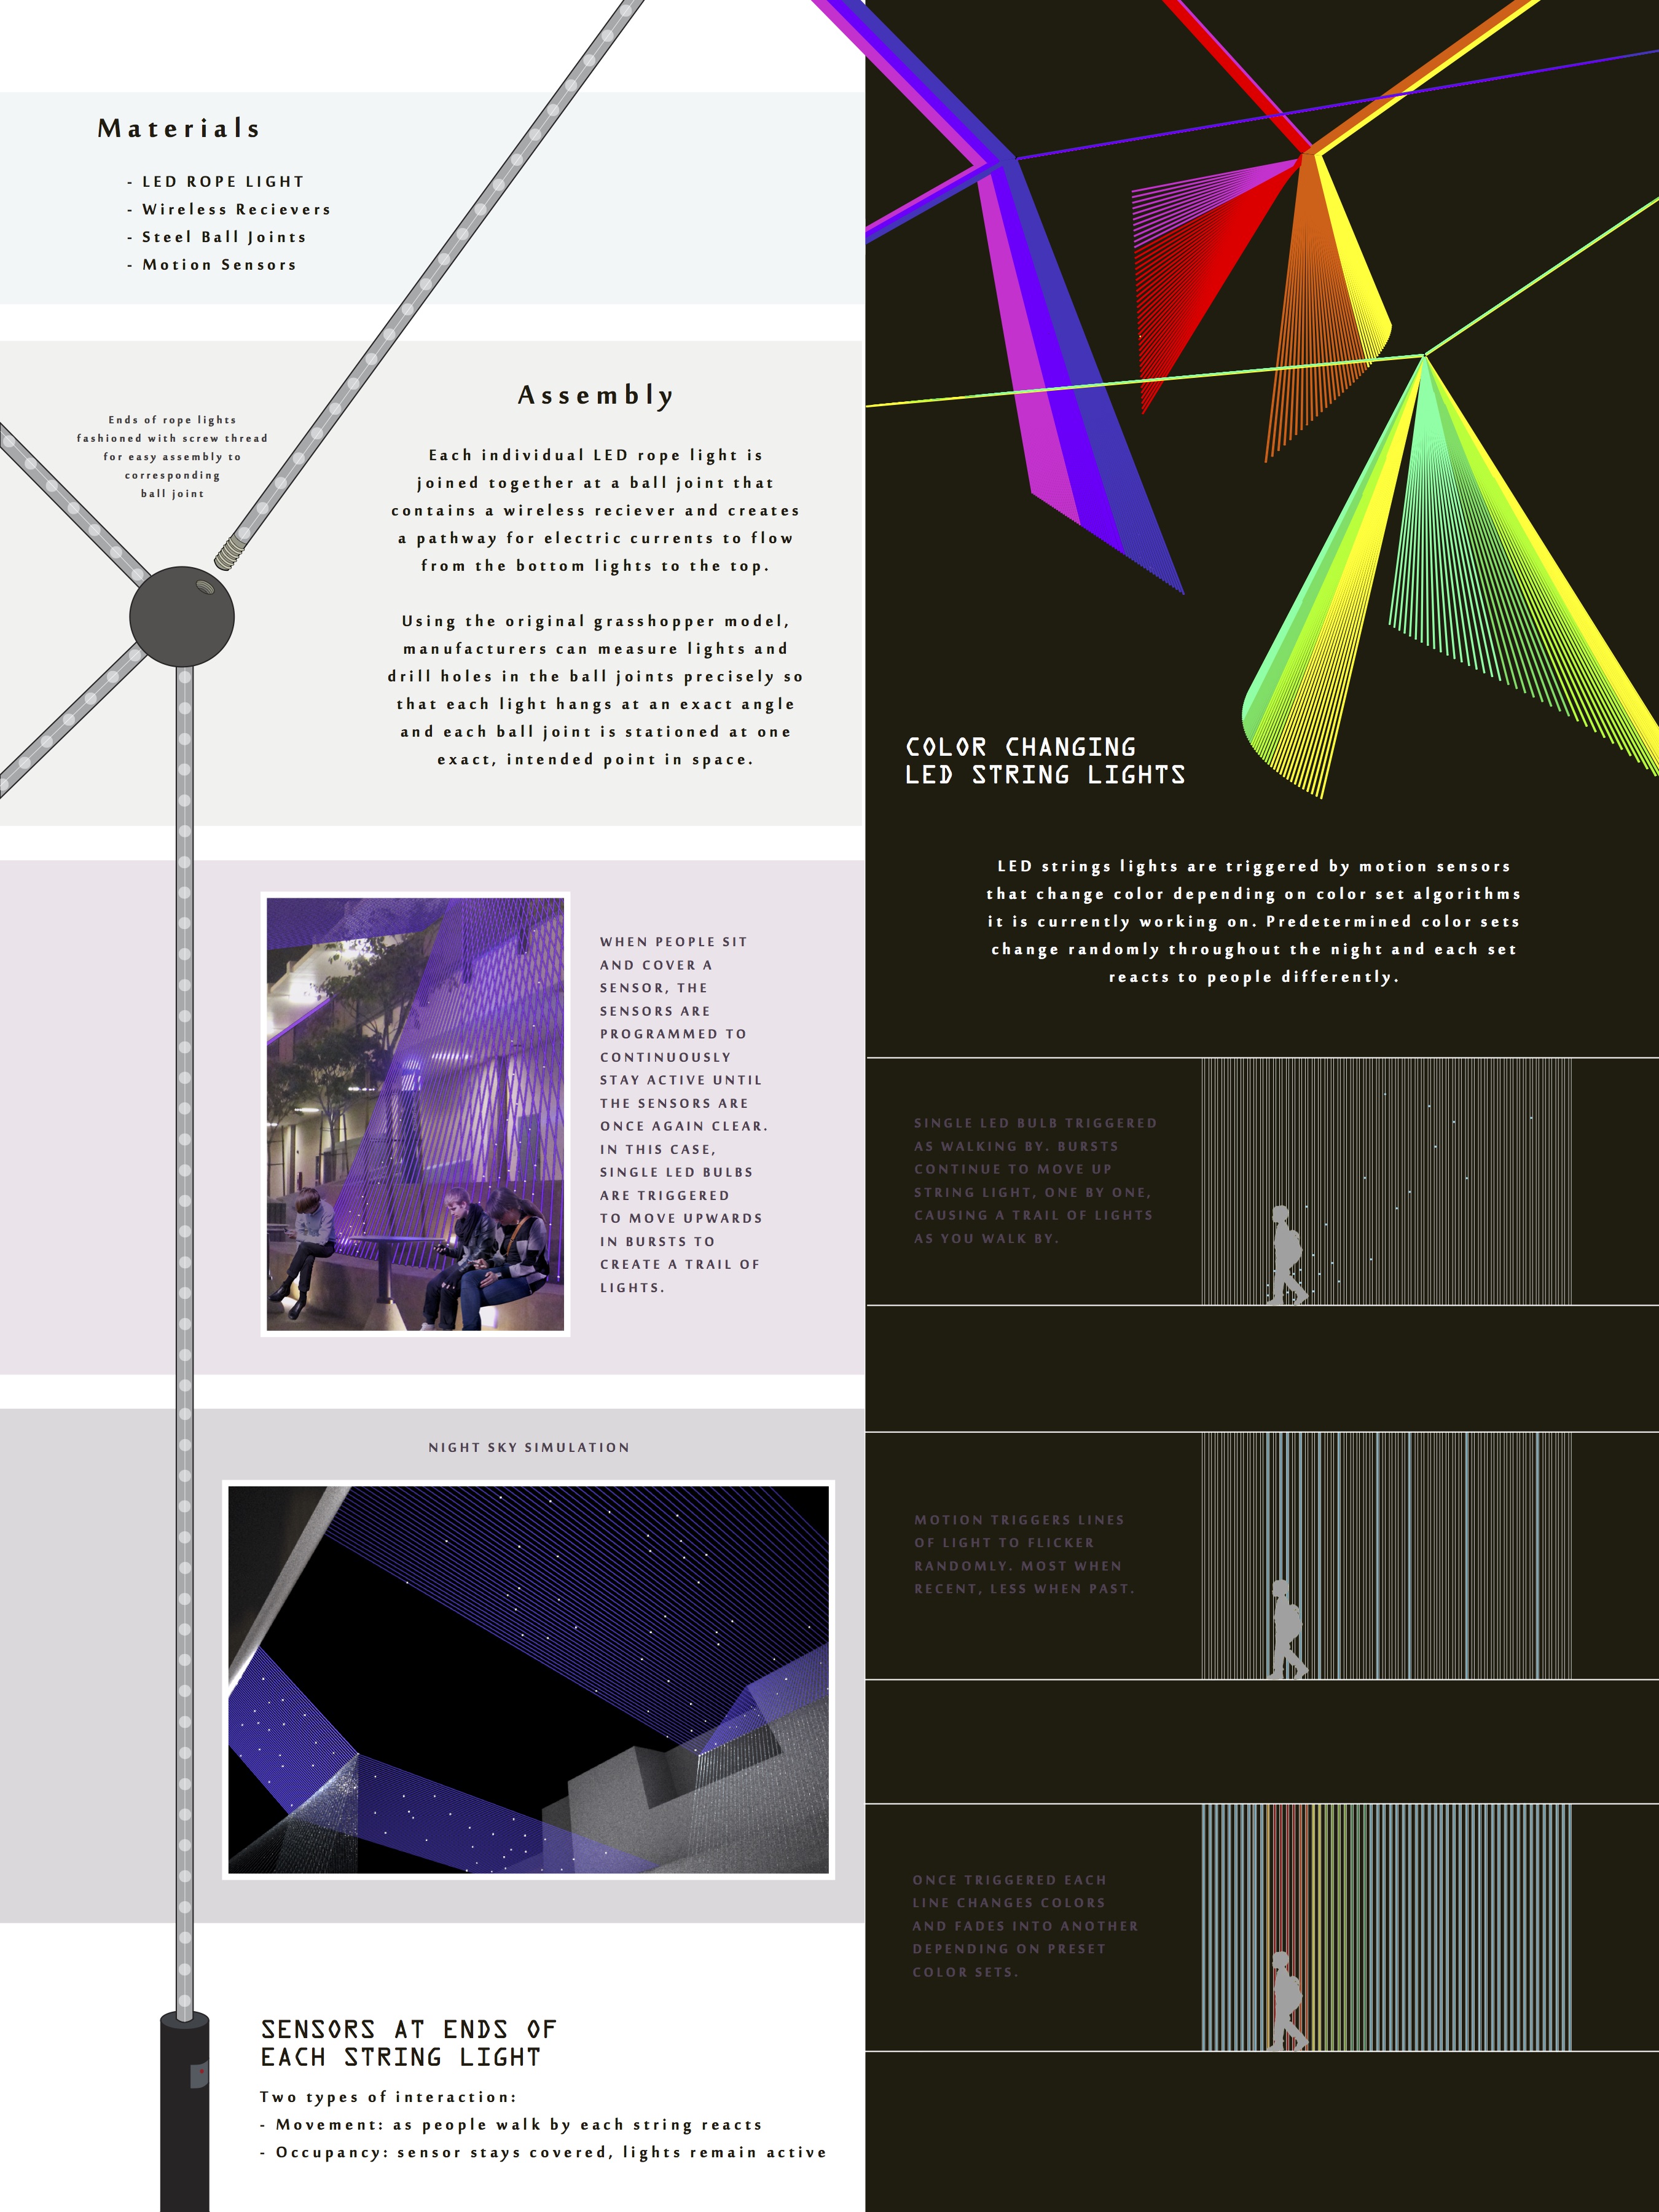 Materials
- LED ROPE LIGHT
- Wireless Recievers
- Steel Ball Joints
- Motion Sensors
Ends of rope lights
fashioned with screw thread
for easy assembly to
corresponding
ball joint
Assembly
Each individual LED rope light is
joined together at a ball joint that
contains a wireless reciever and creates
a pathway for electric currents to flow
from the bottom lights to the top.
Using the original grasshopper model,
manufacturers can measure lights and
drill holes in the ball joints precisely so
that each light hangs at an exact angle
and each ball joint is stationed at one
exact, intended point in space.
WHEN PEOPLE SIT
AND COVER A
SENSOR, THE
SENSORS ARE
PROGRAMMED TO
CONTINUOUSLY
STAY ACTIVE UNTIL
THE SENSORS ARE
ONCE AGAIN CLEAR.
IN THIS CASE,
SINGLE LED BULBS
ARE TRIGGERED
TO MOVE UPWARDS
IN BURSTS TO
CREATE A TRAIL OF
LIGHTS.
NIGHT SKY SIMULATION
SENSORS AT ENDS OF
EACH STRING LIGHT
Two types of interaction:
- Movement: as people walk by each string reacts
- Occupancy: sensor stays covered, lights remain active
COLOR CHANGING
LED STRING LIGHTS
LED strings lights are triggered by motion sensors
that change color depending on color set algorithms
it is currently working on. Predetermined color sets
change randomly throughout the night and each set
reacts to people differently.
SINGLE LED BULB TRIGGERED
AS WALKING BY. BURSTS
CONTINUE TO MOVE UP
STRING LIGHT, ONE BY ONE,
CAUSING A TRAIL OF LIGHTS
AS YOU WALK BY.
MOTION TRIGGERS LINES
OF LIGHT TO FLICKER
RANDOMLY. MOST WHEN
RECENT, LESS WHEN PAST.
ONCE TRIGGERED EACH
LINE CHANGES COLORS
AND FADES INTO ANOTHER
DEPENDING ON PRESET
COLOR SETS.